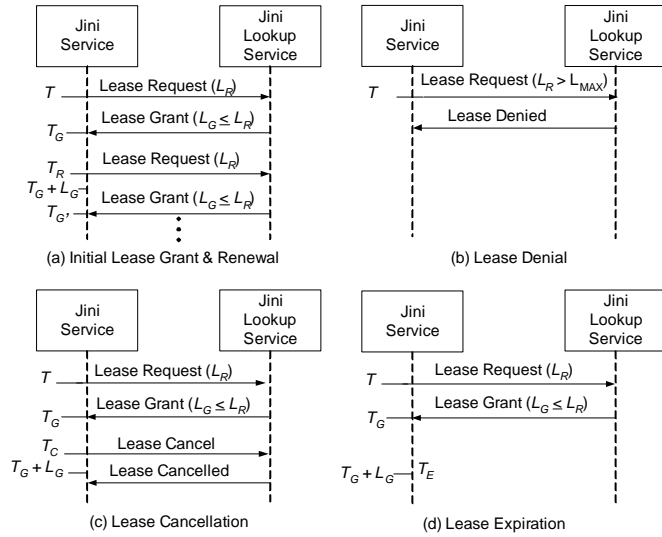 Jini
Service
Jini
Lookup
Service
T
Lease Request (L_R)
Lease Grant (L_G ≤ L_R)
T_G
T_R
Lease Request (L_R)
T_G + L_G
Lease Grant (L_G ≤ L_R)
T_G'
(a) Initial Lease Grant & Renewal
Jini
Service
Jini
Lookup
Service
T
Lease Request (L_R > L_MAX)
Lease Denied
(b) Lease Denial
Jini
Service
Jini
Lookup
Service
T
Lease Request (L_R)
Lease Grant (L_G ≤ L_R)
T_G
T_C
Lease Cancel
T_G + L_G
Lease Cancelled
(c) Lease Cancellation
Jini
Service
Jini
Lookup
Service
T
Lease Request (L_R)
Lease Grant (L_G ≤ L_R)
T_G
T_G + L_G
T_E
(d) Lease Expiration